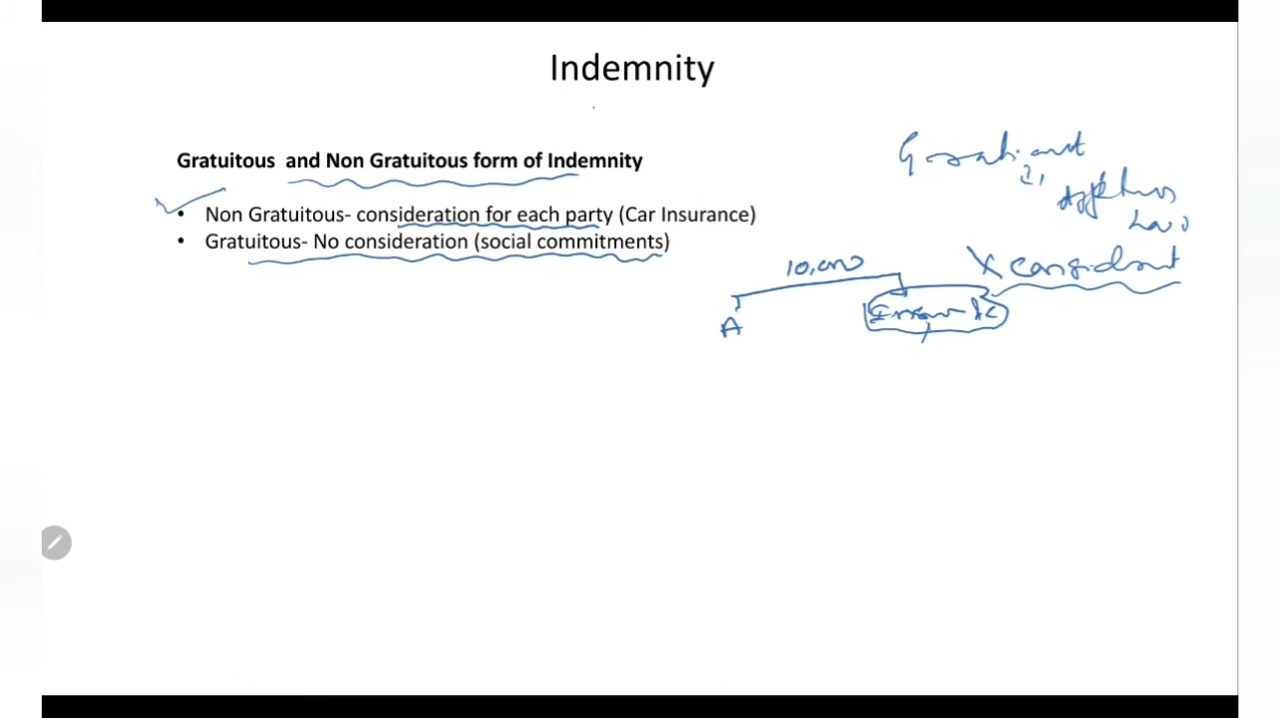 Indemnity
Gratuitous and Non Gratuitous form of Indemnity
• Non Gratuitous- consideration for each party (Car Insurance)
• Gratuitous- No consideration (social commitments)
10,000
A